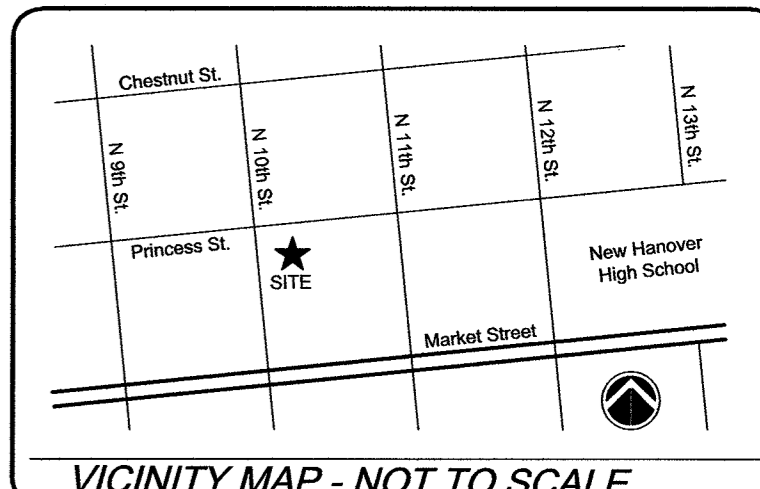 Chestnut St.
N 9th St.
N 10th St.
N 11th St.
N 12th St.
N 13th St.
Princess St.
SITE
New Hanover
High School
Market Street
VICINITY MAP - NOT TO SCALE